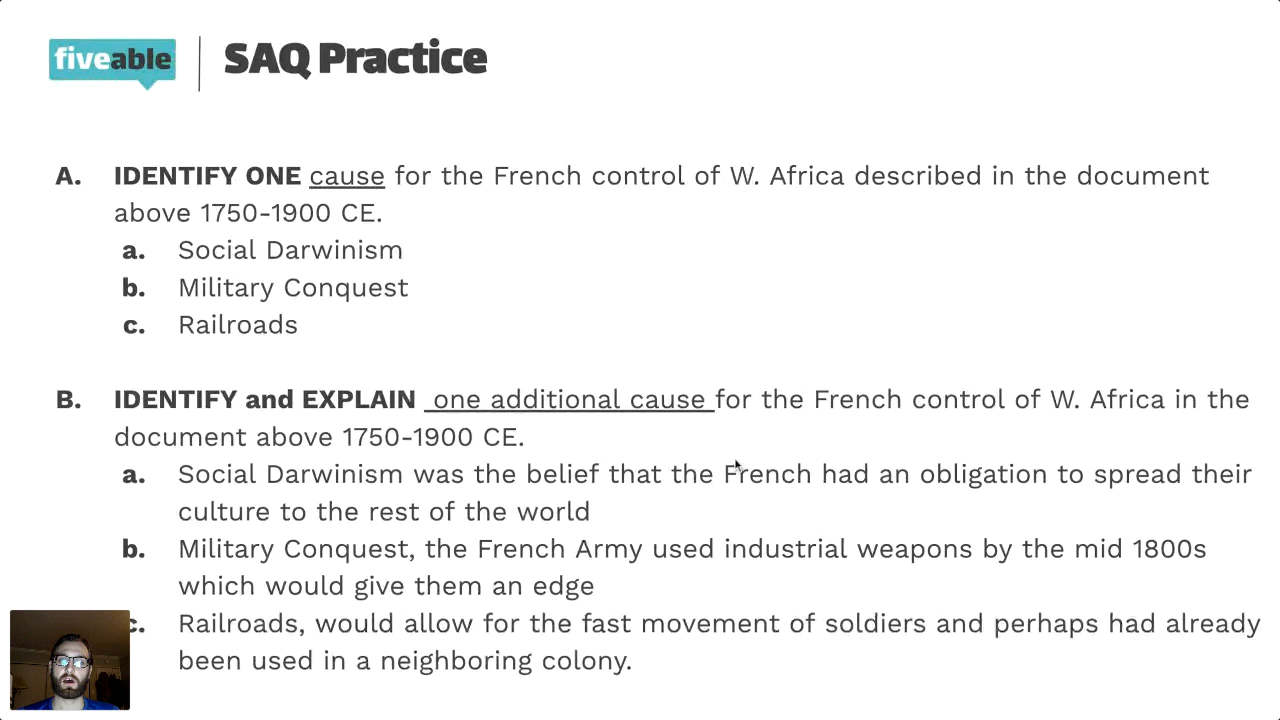 fiveable
SAQ Practice
A. IDENTIFY ONE cause for the French control of W. Africa described in the document
above 1750-1900 CE.
a. Social Darwinism
b. Military Conquest
c. Railroads
B. IDENTIFY and EXPLAIN one additional cause for the French control of W. Africa in the
document above 1750-1900 CE.
a. Social Darwinism was the belief that the French had an obligation to spread their
culture to the rest of the world
b. Military Conquest, the French Army used industrial weapons by the mid 1800s
which would give them an edge
c. Railroads, would allow for the fast movement of soldiers and perhaps had already
been used in a neighboring colony.